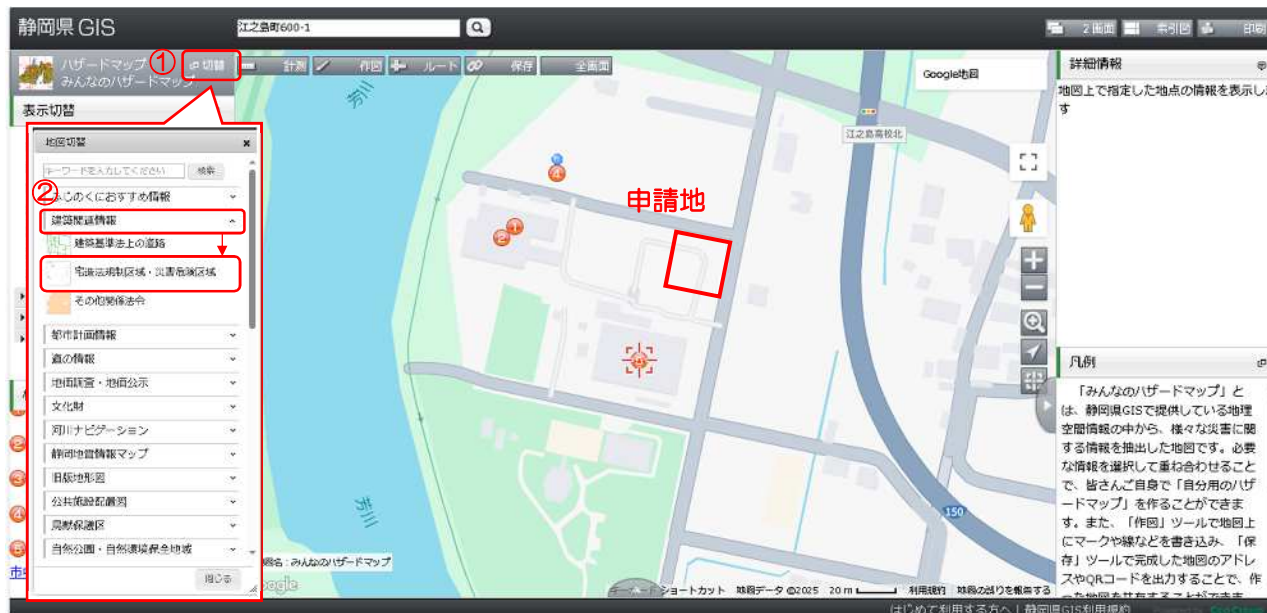 静岡県 GIS
江之島町600-1
2画面
索引図
印刷
ハザードマップ
みんなのハザードマップ
①
切替
計測
作図
ルート
保存
全画面
表示切替
地図切替
×
キーワードを入力してください
検索
②
ふじのくにおすすめ情報
建築関連情報
建築基準法上の道路
宅造法規制区域・災害危険区域
その他関係法令
都市計画情報
道の情報
地価調査・地価公示
文化財
河川ナビゲーション
静岡地質情報マップ
旧版地形図
公共施設配置図
鳥獣保護区
自然公園・自然環境保全地域
閉じる
芳川
Google地図
江之島高校北
申請地
芳川
150
図名：みんなのハザードマップ
ショートカット
地図データ ©2025
20 m
利用規約
地図の誤りを報告する
詳細情報
地図上で指定した地点の情報を表示しま
す
凡例
「みんなのハザードマップ」と
は、静岡県GISで提供している地理
空間情報の中から、様々な災害に関
する情報を抽出した地図です。必要
な情報を選択して重ね合わせること
で、皆さんご自身で「自分用のハザ
ードマップ」を作ることができま
す。また、「作図」ツールで地図上
にマークや線などを書き込み、「保
存」ツールで完成した地図のアドレ
スやQRコードを出力することで、作
った地図を共有することができま
はじめて利用する方へ | 静岡県GIS利用規約